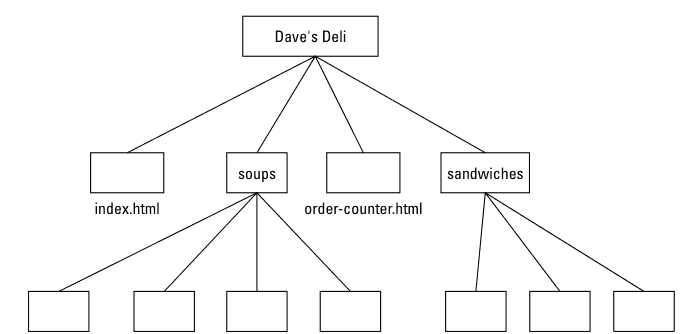 Dave's Deli
soups
sandwiches
index.html
order-counter.html